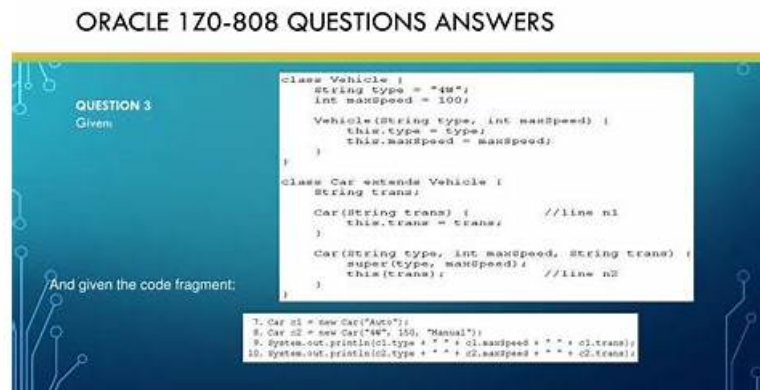 ORACLE 1Z0-808 QUESTIONS ANSWERS
QUESTION 3
Given:
class Vehicle {
String type = "4W";
int maxSpeed = 100;
Vehicle(String type, int maxSpeed) {
this.type = type;
this.maxSpeed = maxSpeed;
}
}
class Car extends Vehicle {
String trans;
Car(String trans) { //line n1
this.trans = trans;
}
Car(String type, int maxSpeed, String trans) {
super(type, maxSpeed);
this(trans); //line n2
}
}
And given the code fragment:
7. Car c1 = new Car("Auto");
8. Car c2 = new Car("4W", 150, "Manual");
9. System.out.println(c1.type + " " + c1.maxSpeed + " " + c1.trans);
10. System.out.println(c2.type + " " + c2.maxSpeed + " " + c2.trans);